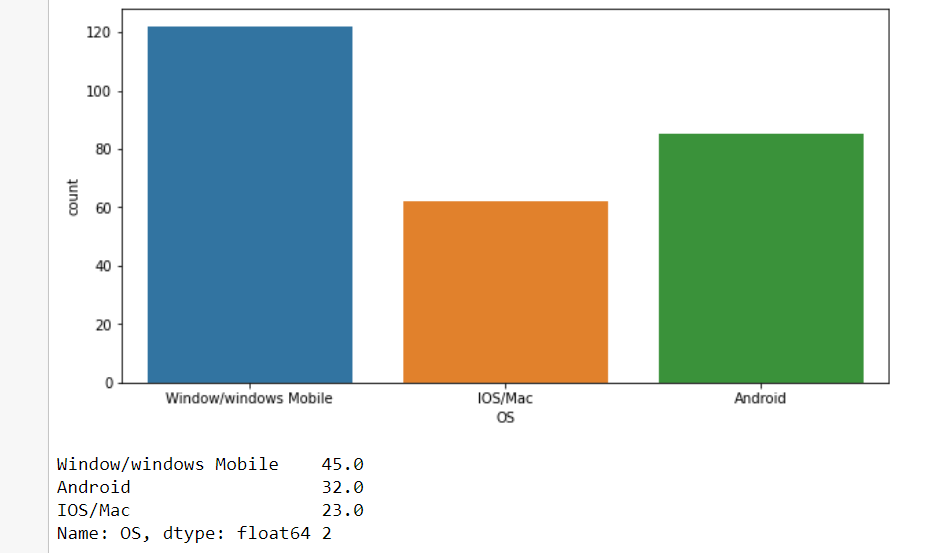 120
100
80
60
40
20
0
count
Window/windows Mobile IOS/Mac Android
OS
Window/windows Mobile    45.0
Android                  32.0
IOS/Mac                  23.0
Name: OS, dtype: float64 2